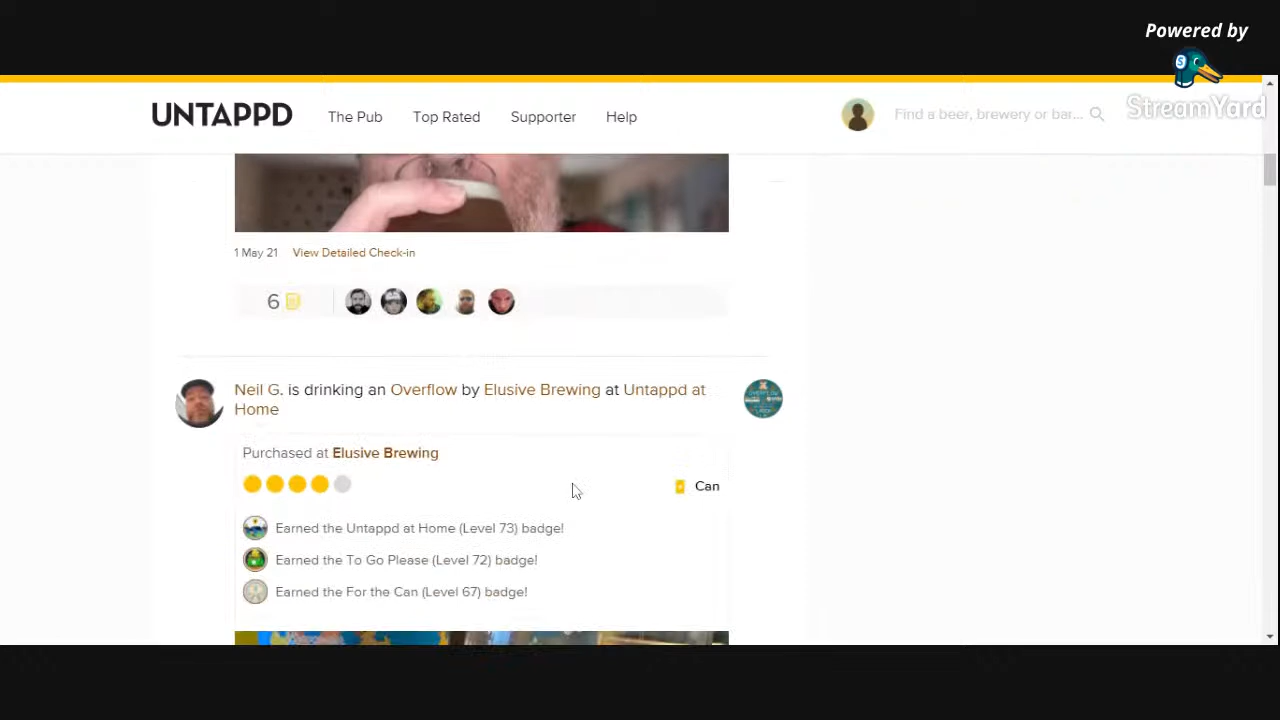 Powered by
StreamYard
UNTAPPD
The Pub
Top Rated
Supporter
Help
Find a beer, brewery or bar...
1 May 21
View Detailed Check-in
6
Neil G. is drinking an Overflow by Elusive Brewing at Untappd at
Home
Purchased at Elusive Brewing
Can
Earned the Untappd at Home (Level 73) badge!
Earned the To Go Please (Level 72) badge!
Earned the For the Can (Level 67) badge!